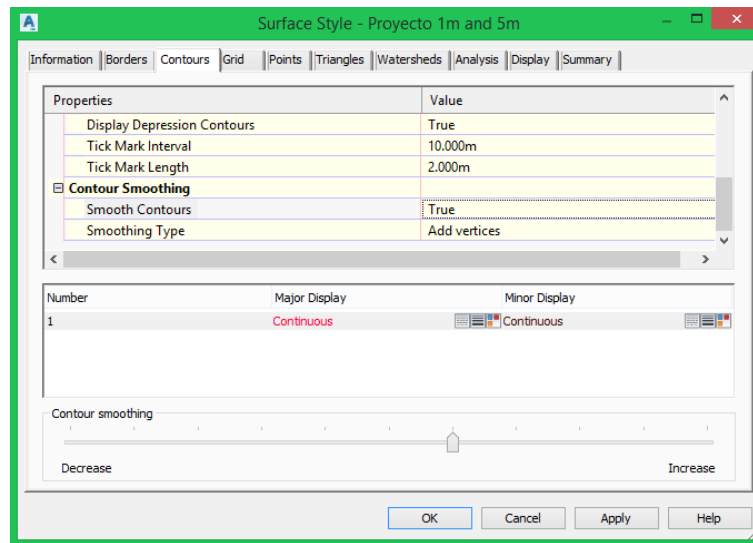 Surface Style - Proyecto 1m and 5m
Information Borders Contours Grid Points Triangles Watersheds Analysis Display Summary
Properties Value
Display Depression Contours True
Tick Mark Interval 10.000m
Tick Mark Length 2.000m
Contour Smoothing
Smooth Contours True
Smoothing Type Add vertices
Number Major Display Minor Display
1 Continuous Continuous
Contour smoothing
Decrease Increase
OK Cancel Apply Help